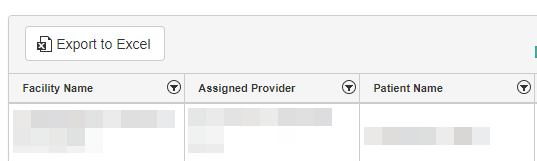 Export to Excel
Facility Name Assigned Provider Patient Name